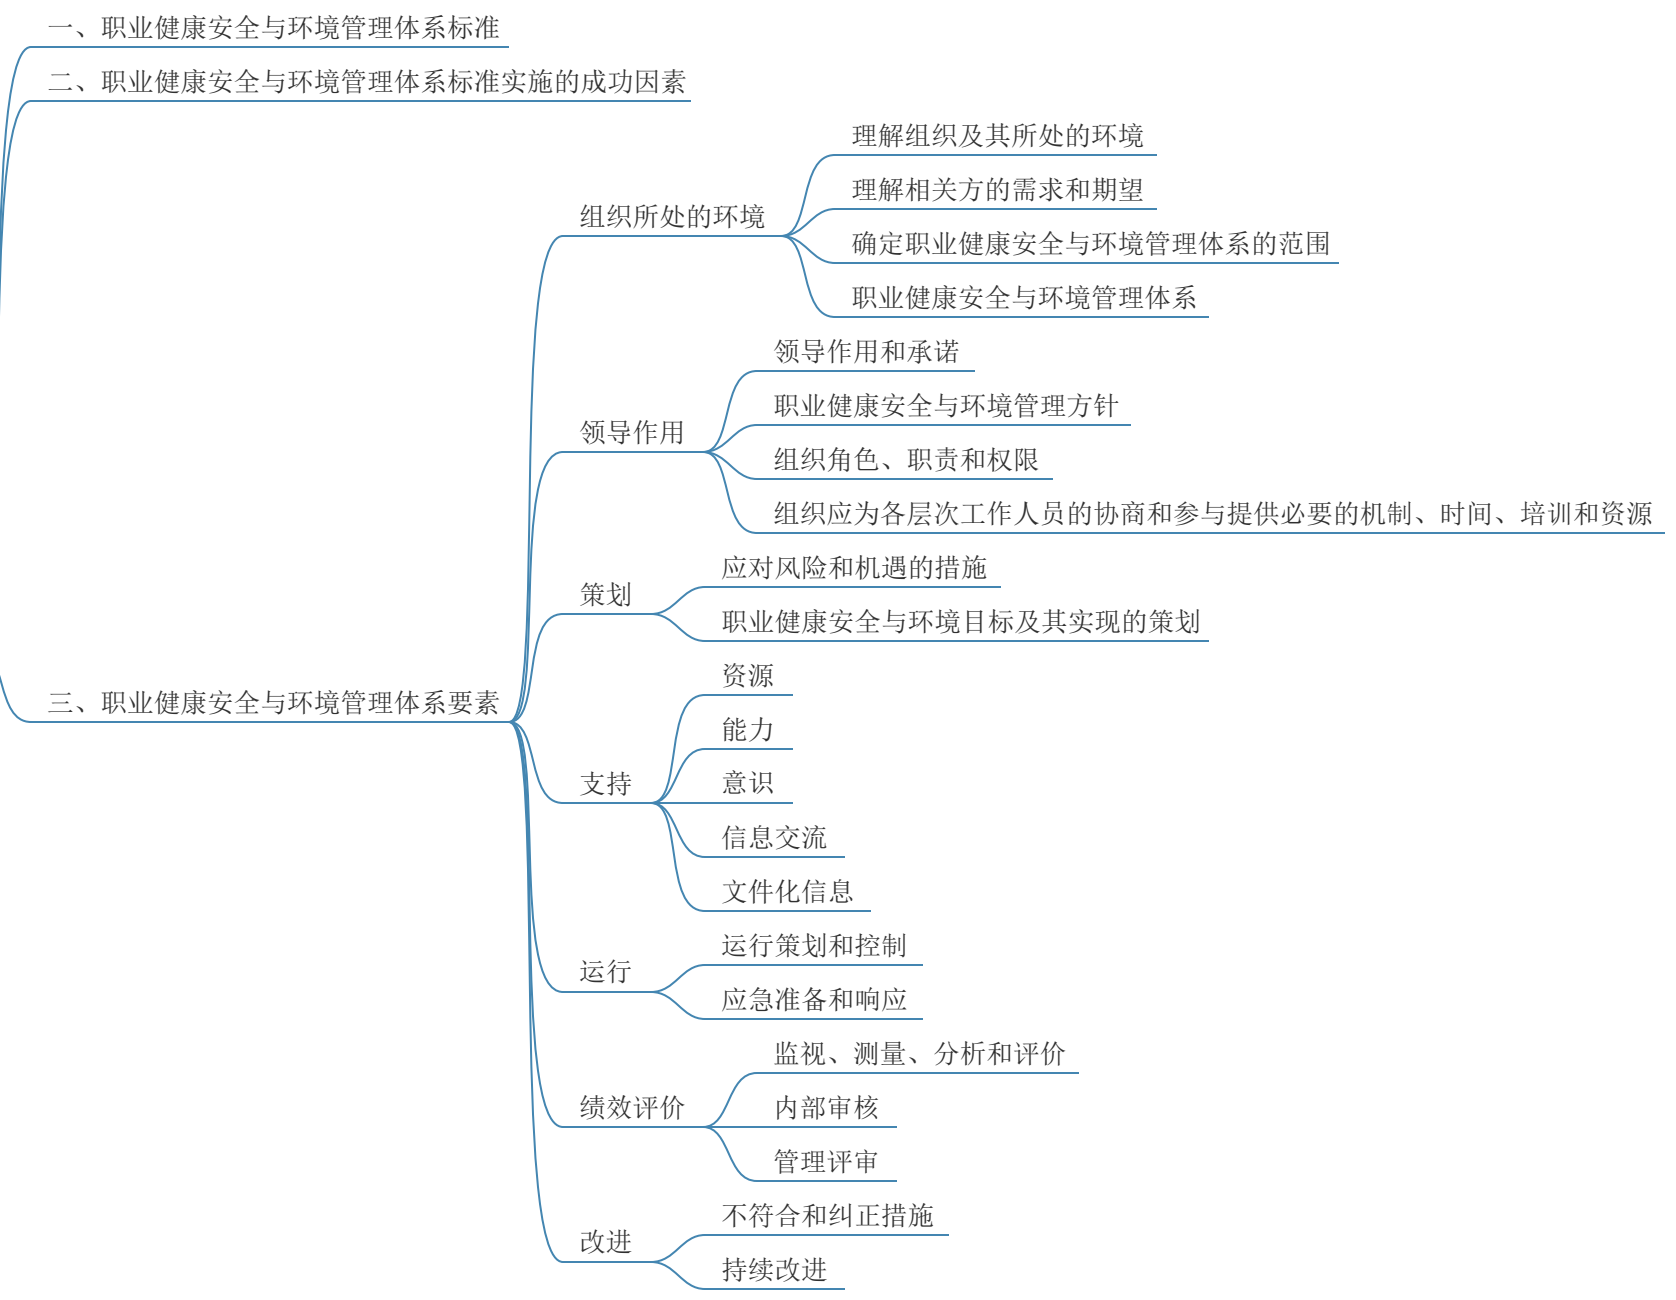 一、职业健康安全与环境管理体系标准
二、职业健康安全与环境管理体系标准实施的成功因素
三、职业健康安全与环境管理体系要素
组织所处的环境
理解组织及其所处的环境
理解相关方的需求和期望
确定职业健康安全与环境管理体系的范围
职业健康安全与环境管理体系
领导作用
领导作用和承诺
职业健康安全与环境管理方针
组织角色、职责和权限
组织应为各层次工作人员的协商和参与提供必要的机制、时间、培训和资源
策划
应对风险和机遇的措施
职业健康安全与环境目标及其实现的策划
支持
资源
能力
意识
信息交流
文件化信息
运行
运行策划和控制
应急准备和响应
绩效评价
监视、测量、分析和评价
内部审核
管理评审
改进
不符合和纠正措施
持续改进